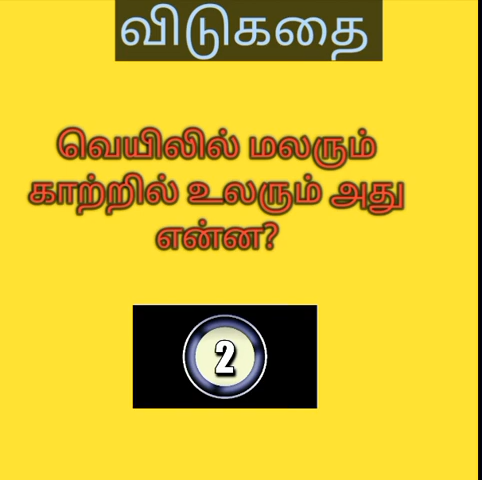 விடுகதை
வெயிலில் மலரும்
காற்றில் உலரும் அது
என்ன?
2